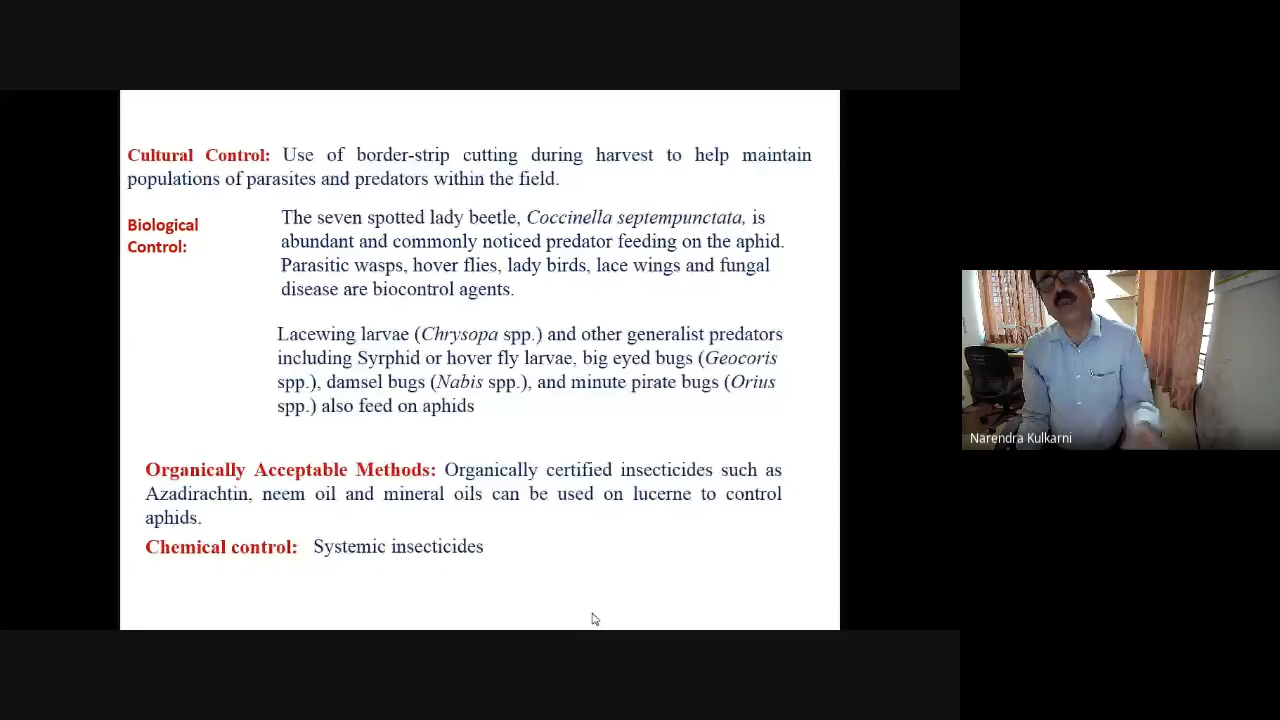 Cultural Control: Use of border-strip cutting during harvest to help maintain
populations of parasites and predators within the field.
Biological
Control:
The seven spotted lady beetle, Coccinella septempunctata, is
abundant and commonly noticed predator feeding on the aphid.
Parasitic wasps, hover flies, lady birds, lace wings and fungal
disease are biocontrol agents.
Lacewing larvae (Chrysopa spp.) and other generalist predators
including Syrphid or hover fly larvae, big eyed bugs (Geocoris
spp.), damsel bugs (Nabis spp.), and minute pirate bugs (Orius
spp.) also feed on aphids
Organically Acceptable Methods: Organically certified insecticides such as
Azadirachtin, neem oil and mineral oils can be used on lucerne to control
aphids.
Chemical control: Systemic insecticides
Narendra Kulkarni